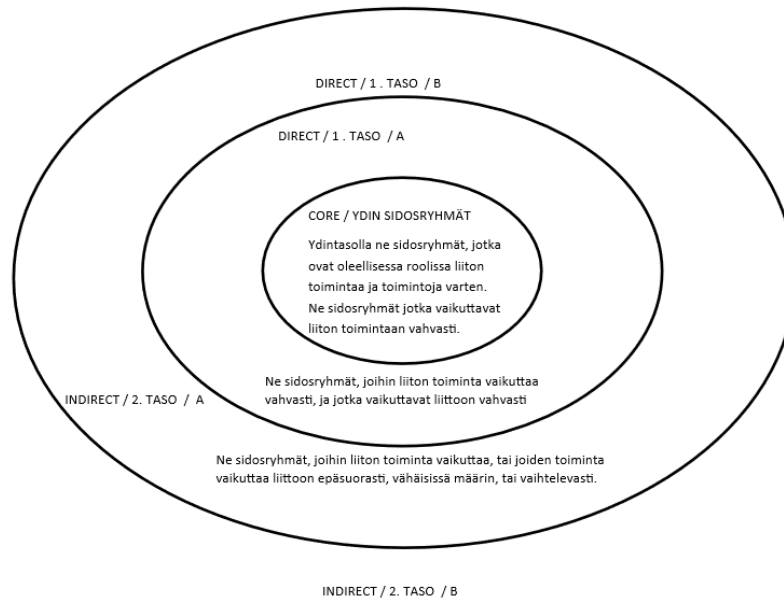 DIRECT / 1 . TASO / B
DIRECT / 1 . TASO / A
CORE / YDIN SIDOSRYHMÄT
Ydintasolla ne sidosryhmät, jotka
ovat oleellisessa roolissa liiton
toimintaa ja toimintoja varten.
Ne sidosryhmät jotka vaikuttavat
liiton toimintaan vahvasti.
Ne sidosryhmät, joihin liiton toiminta vaikuttaa
vahvasti, ja jotka vaikuttavat liittoon vahvasti
INDIRECT / 2. TASO / A
Ne sidosryhmät, joihin liiton toiminta vaikuttaa, tai joiden toiminta
vaikuttaa liittoon epäsuorasti, vähäisissä määrin, tai vaihtelevasti.
INDIRECT / 2. TASO / B